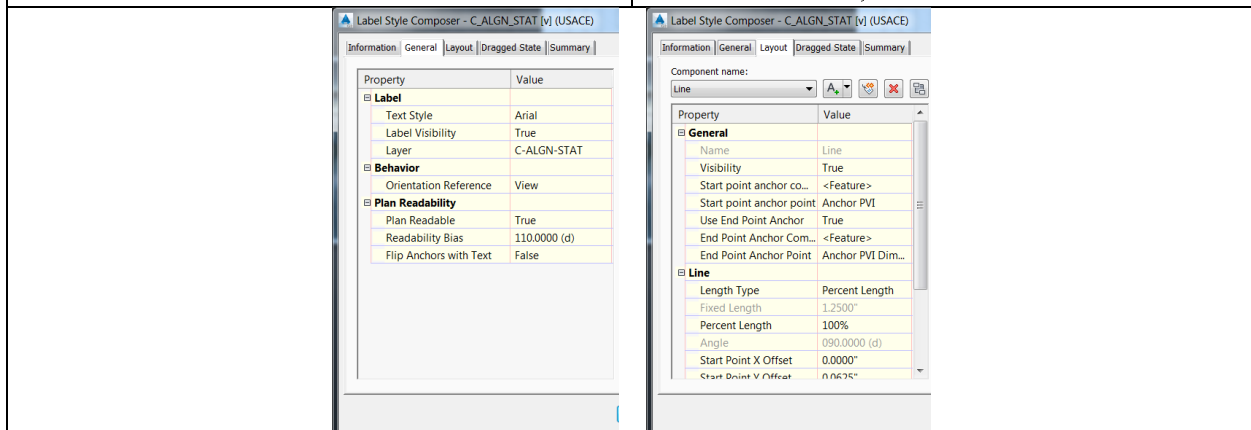 Label Style Composer - C_ALGN_STAT [v] (USACE)
Information General Layout Dragged State Summary
Property Value
Label
Text Style Arial
Label Visibility True
Layer C-ALGN-STAT
Behavior
Orientation Reference View
Plan Readability
Plan Readable True
Readability Bias 110.0000 (d)
Flip Anchors with Text False
Label Style Composer - C_ALGN_STAT [v] (USACE)
Information General Layout Dragged State Summary
Component name:
Line
Property Value
General
Name Line
Visibility True
Start point anchor co... <Feature>
Start point anchor point Anchor PVI
Use End Point Anchor True
End Point Anchor Com... <Feature>
End Point Anchor Point Anchor PVI Dim...
Line
Length Type Percent Length
Fixed Length 1.2500"
Percent Length 100%
Angle 090.0000 (d)
Start Point X Offset 0.0000"
Start Point Y Offset 0.0625"